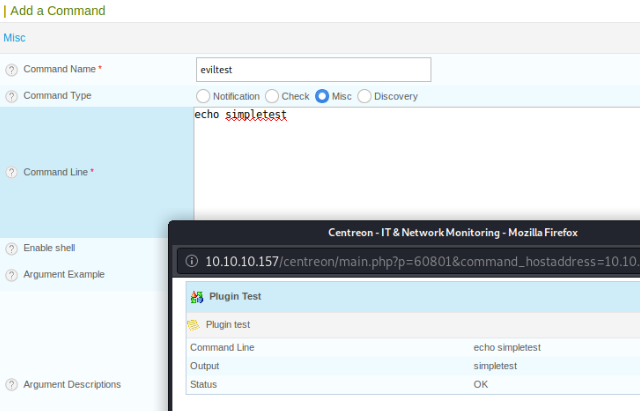 Add a Command
Misc
Command Name *
eviltest
Command Type
Notification Check Misc Discovery
Command Line *
echo simpletest
Enable shell
Argument Example
Argument Descriptions
Centreon - IT & Network Monitoring - Mozilla Firefox
10.10.10.157/centreon/main.php?p=60801&command_hostaddress=10.10.
Plugin Test
Plugin test
Command Line echo simpletest
Output simpletest
Status OK